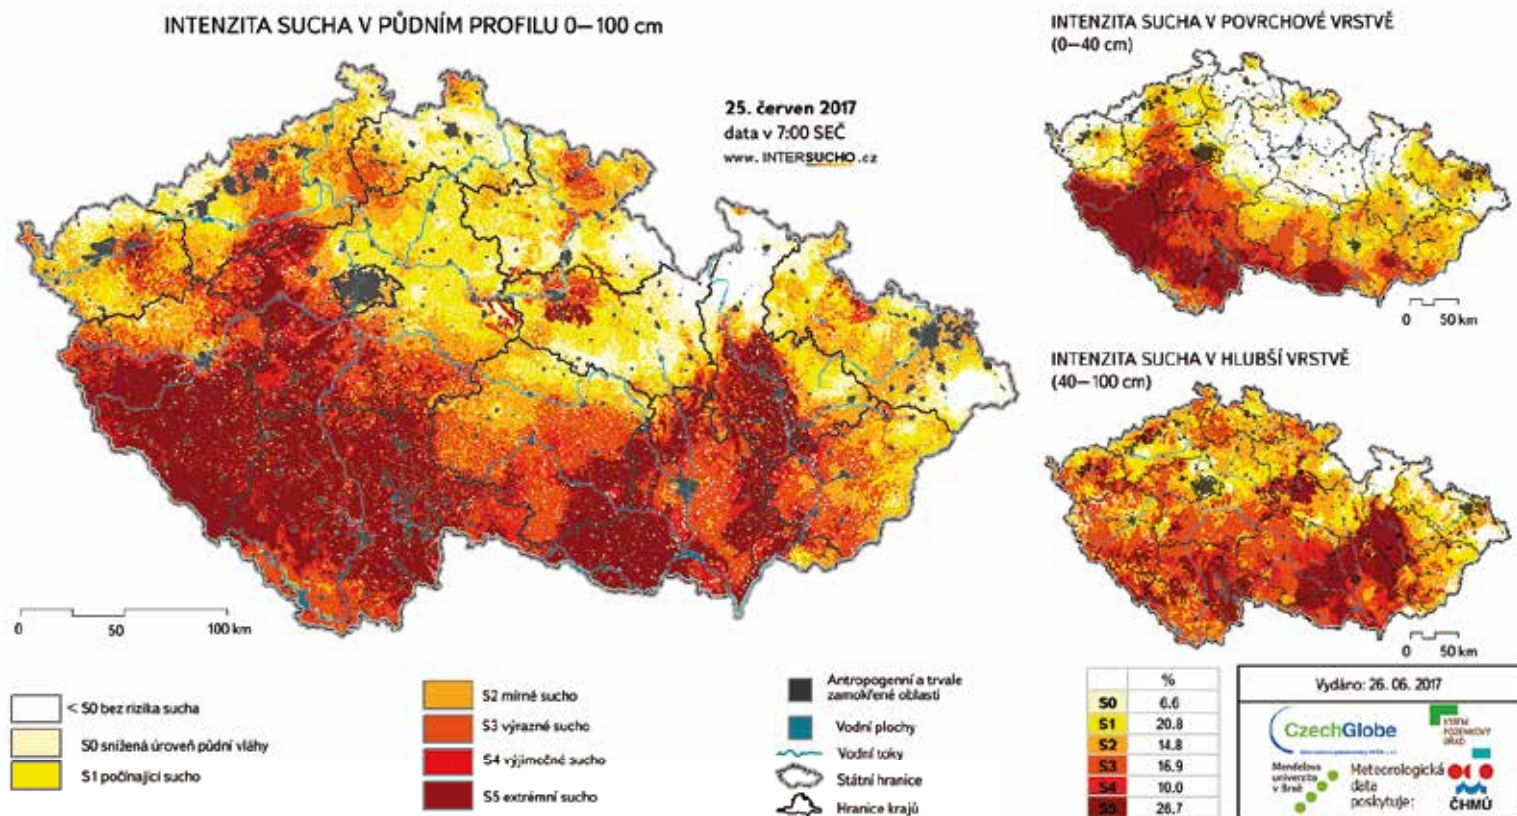 INTENZITA SUCHA V PŮDNÍM PROFILU 0—100 cm
25. červen 2017
data v 7:00 SEČ
www. INTERSUCHO.cz
0 50 100 km
INTENZITA SUCHA V POVRCHOVÉ VRSTVĚ
(0—40 cm)
0 50 km
INTENZITA SUCHA V HLUBŠÍ VRSTVĚ
(40—100 cm)
0 50 km
< S0 bez rizika sucha
S0 snížená úroveň půdní vláhy
S1 počínající sucho
S2 mírné sucho
S3 výrazné sucho
S4 výjimečné sucho
S5 extrémní sucho
Antropogenní a trvale
zamokřené oblasti
Vodní plochy
Vodní toky
Státní hranice
Hranice krajů
%
S0 6.6
S1 20.8
S2 14.8
S3 16.9
S4 10.0
S5 26.7
Vydáno: 26. 06. 2017
CzechGlobe
STÁTNÍ
POZEMKOVÝ
ÚŘAD
Mendelova
univerzita
v Brně
Meteorologická
data
poskytuje:
ČHMÚ